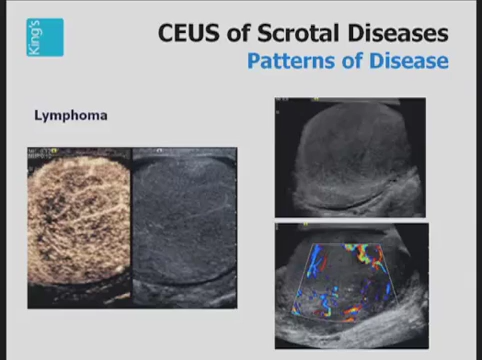 King's
CEUS of Scrotal Diseases
Patterns of Disease
Lymphoma